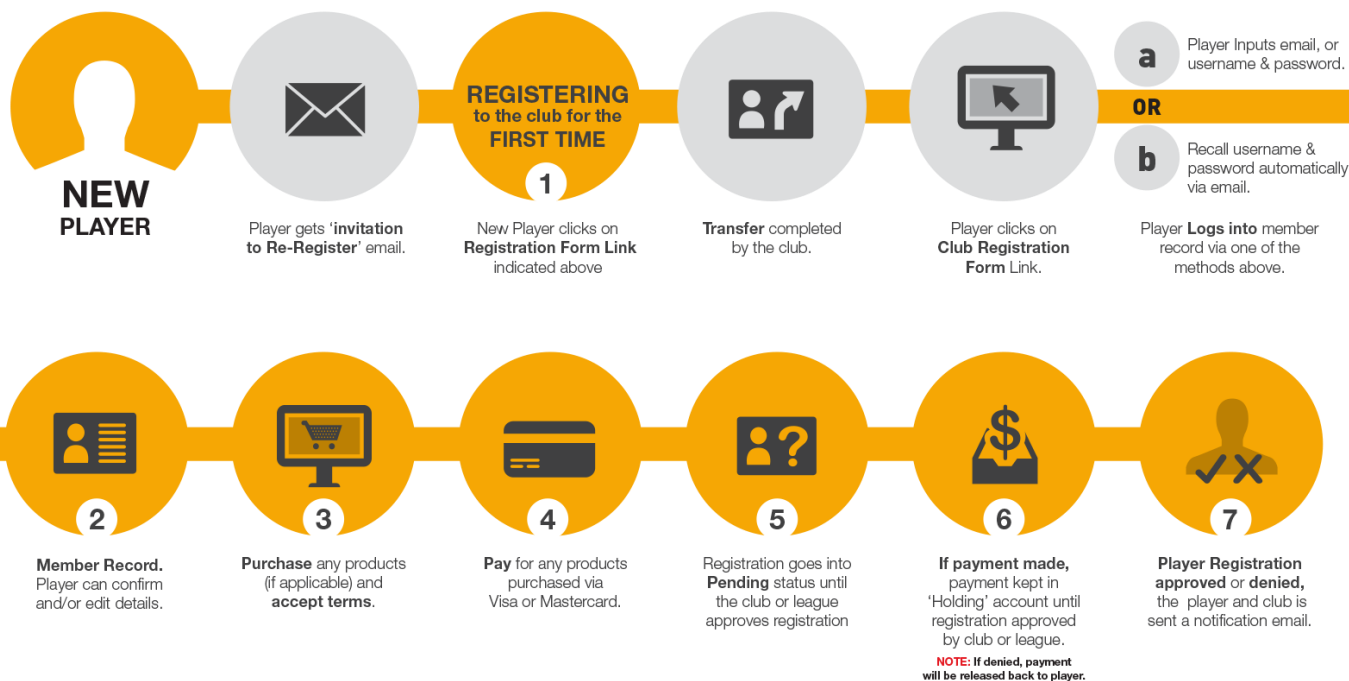 NEW
PLAYER
Player gets ‘invitation
to Re-Register’ email.
REGISTERING
to the club for the
FIRST TIME
1
New Player clicks on
Registration Form Link
indicated above
Transfer completed
by the club.
Player clicks on
Club Registration
Form Link.
a
Player Inputs email, or
username & password.
OR
b
Recall username &
password automatically
via email.
Player Logs into member
record via one of the
methods above.
2
Member Record.
Player can confirm
and/or edit details.
3
Purchase any products
(if applicable) and
accept terms.
4
Pay for any products
purchased via
Visa or Mastercard.
5
Registration goes into
Pending status until
the club or league
approves registration
$
6
If payment made,
payment kept in
‘Holding’ account until
registration approved
by club or league.
NOTE: If denied, payment
will be released back to player.
7
Player Registration
approved or denied,
the player and club is
sent a notification email.